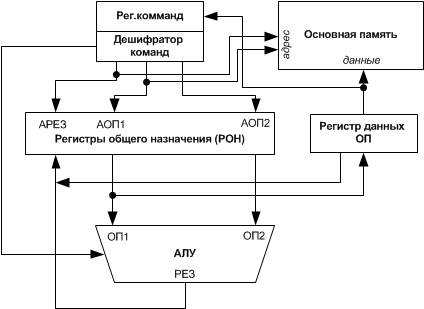 Рег.комманд
Дешифратор
команд
Основная память
адрес
данные
АРЕЗ АОП1 АОП2
Регистры общего назначения (РОН)
Регистр данных
ОП
ОП1 ОП2
АЛУ
РЕЗ